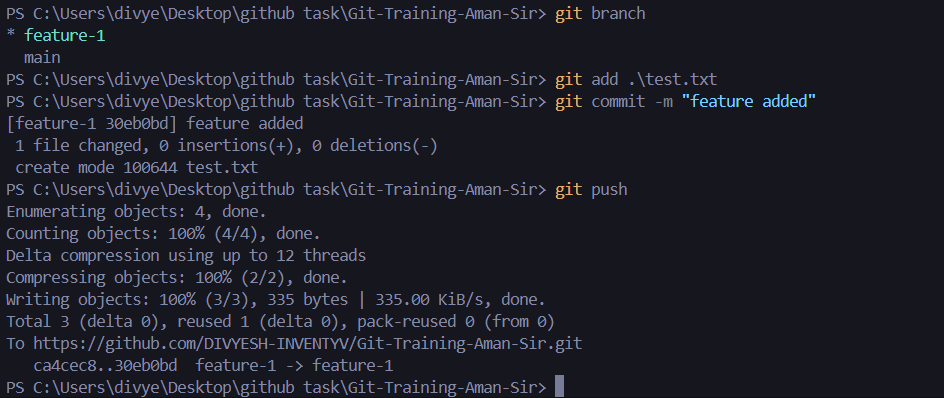 PS C:\Users\divye\Desktop\github task\Git-Training-Aman-Sir> git branch
* feature-1
  main
PS C:\Users\divye\Desktop\github task\Git-Training-Aman-Sir> git add .\test.txt
PS C:\Users\divye\Desktop\github task\Git-Training-Aman-Sir> git commit -m "feature added"
[feature-1 30eb0bd] feature added
 1 file changed, 0 insertions(+), 0 deletions(-)
 create mode 100644 test.txt
PS C:\Users\divye\Desktop\github task\Git-Training-Aman-Sir> git push
Enumerating objects: 4, done.
Counting objects: 100% (4/4), done.
Delta compression using up to 12 threads
Compressing objects: 100% (2/2), done.
Writing objects: 100% (3/3), 335 bytes | 335.00 KiB/s, done.
Total 3 (delta 0), reused 1 (delta 0), pack-reused 0 (from 0)
To https://github.com/DIVYESH-INVENTYV/Git-Training-Aman-Sir.git
   ca4cec8..30eb0bd  feature-1 -> feature-1
PS C:\Users\divye\Desktop\github task\Git-Training-Aman-Sir>